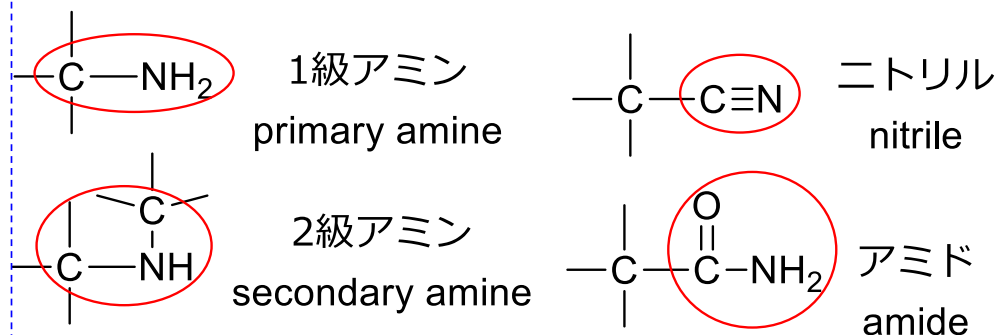 C—NH₂
1級アミン
primary amine
C—C≡N
ニトリル
nitrile
C
C—NH
2級アミン
secondary amine
O
C—C—NH₂
アミド
amide